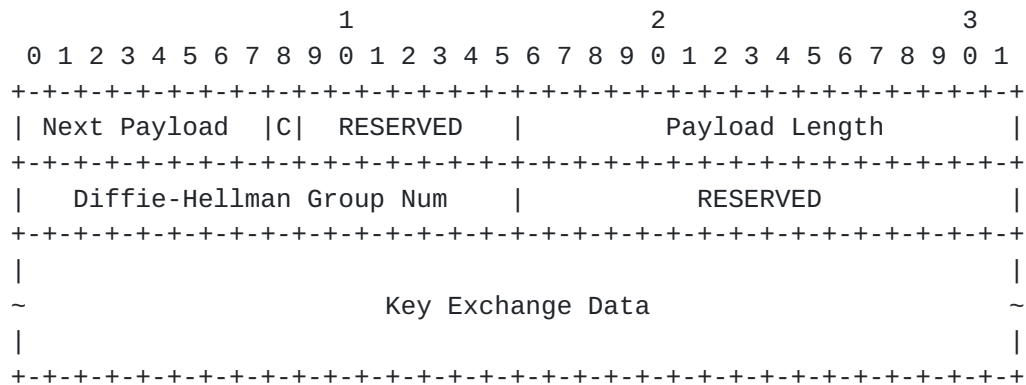 1                   2                   3
 0 1 2 3 4 5 6 7 8 9 0 1 2 3 4 5 6 7 8 9 0 1 2 3 4 5 6 7 8 9 0 1
+-+-+-+-+-+-+-+-+-+-+-+-+-+-+-+-+-+-+-+-+-+-+-+-+-+-+-+-+-+-+-+-+
| Next Payload  |C|  RESERVED   |         Payload Length        |
+-+-+-+-+-+-+-+-+-+-+-+-+-+-+-+-+-+-+-+-+-+-+-+-+-+-+-+-+-+-+-+-+
|   Diffie-Hellman Group Num    |           RESERVED            |
+-+-+-+-+-+-+-+-+-+-+-+-+-+-+-+-+-+-+-+-+-+-+-+-+-+-+-+-+-+-+-+-+
|                                                               |
~                       Key Exchange Data                       ~
|                                                               |
+-+-+-+-+-+-+-+-+-+-+-+-+-+-+-+-+-+-+-+-+-+-+-+-+-+-+-+-+-+-+-+-+